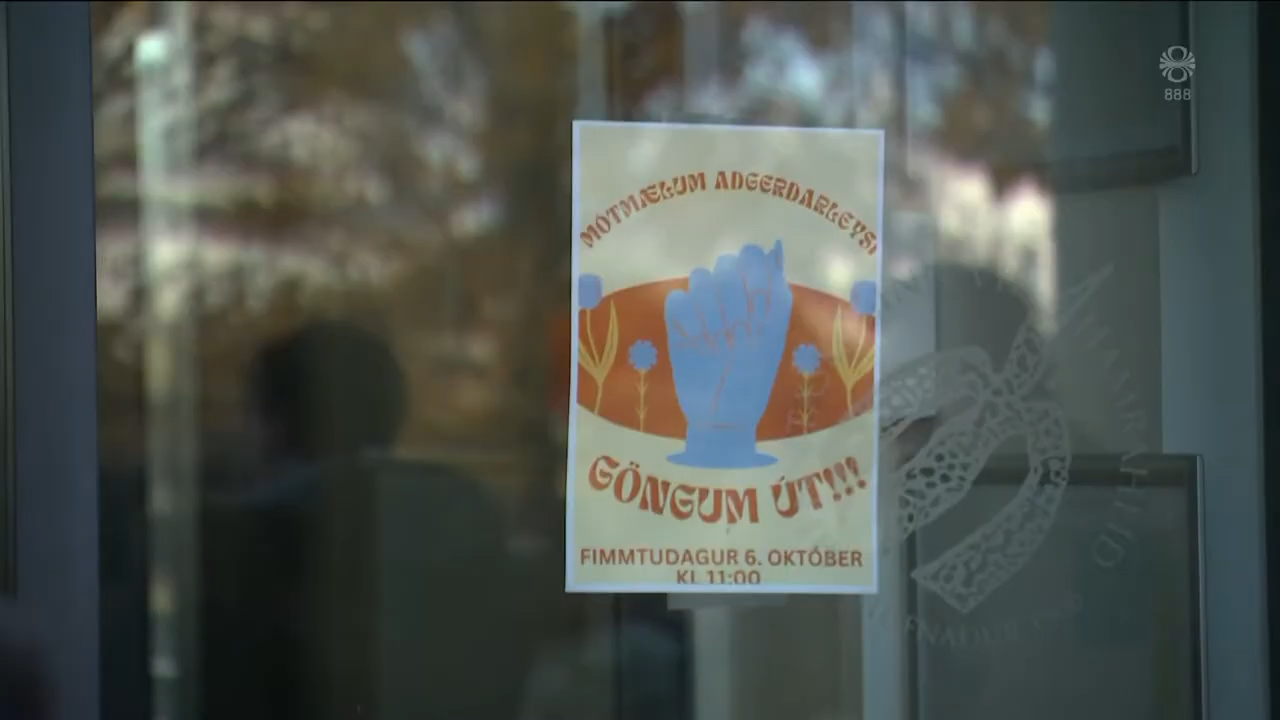 888
MÓTMÆLUM AÐGERÐARLEYSI
GÖNGUM ÚT!!!
FIMMTUDAGUR 6. OKTÓBER
KL 11:00